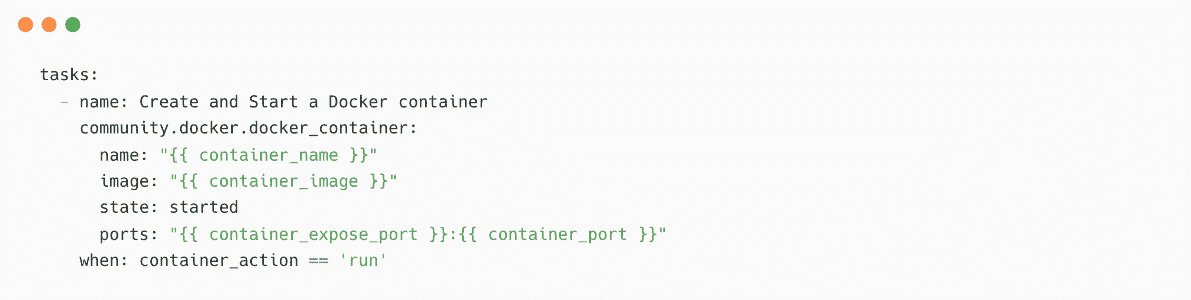 tasks:
  - name: Create and Start a Docker container
    community.docker.docker_container:
      name: "{{ container_name }}"
      image: "{{ container_image }}"
      state: started
      ports: "{{ container_expose_port }}:{{ container_port }}"
    when: container_action == 'run'